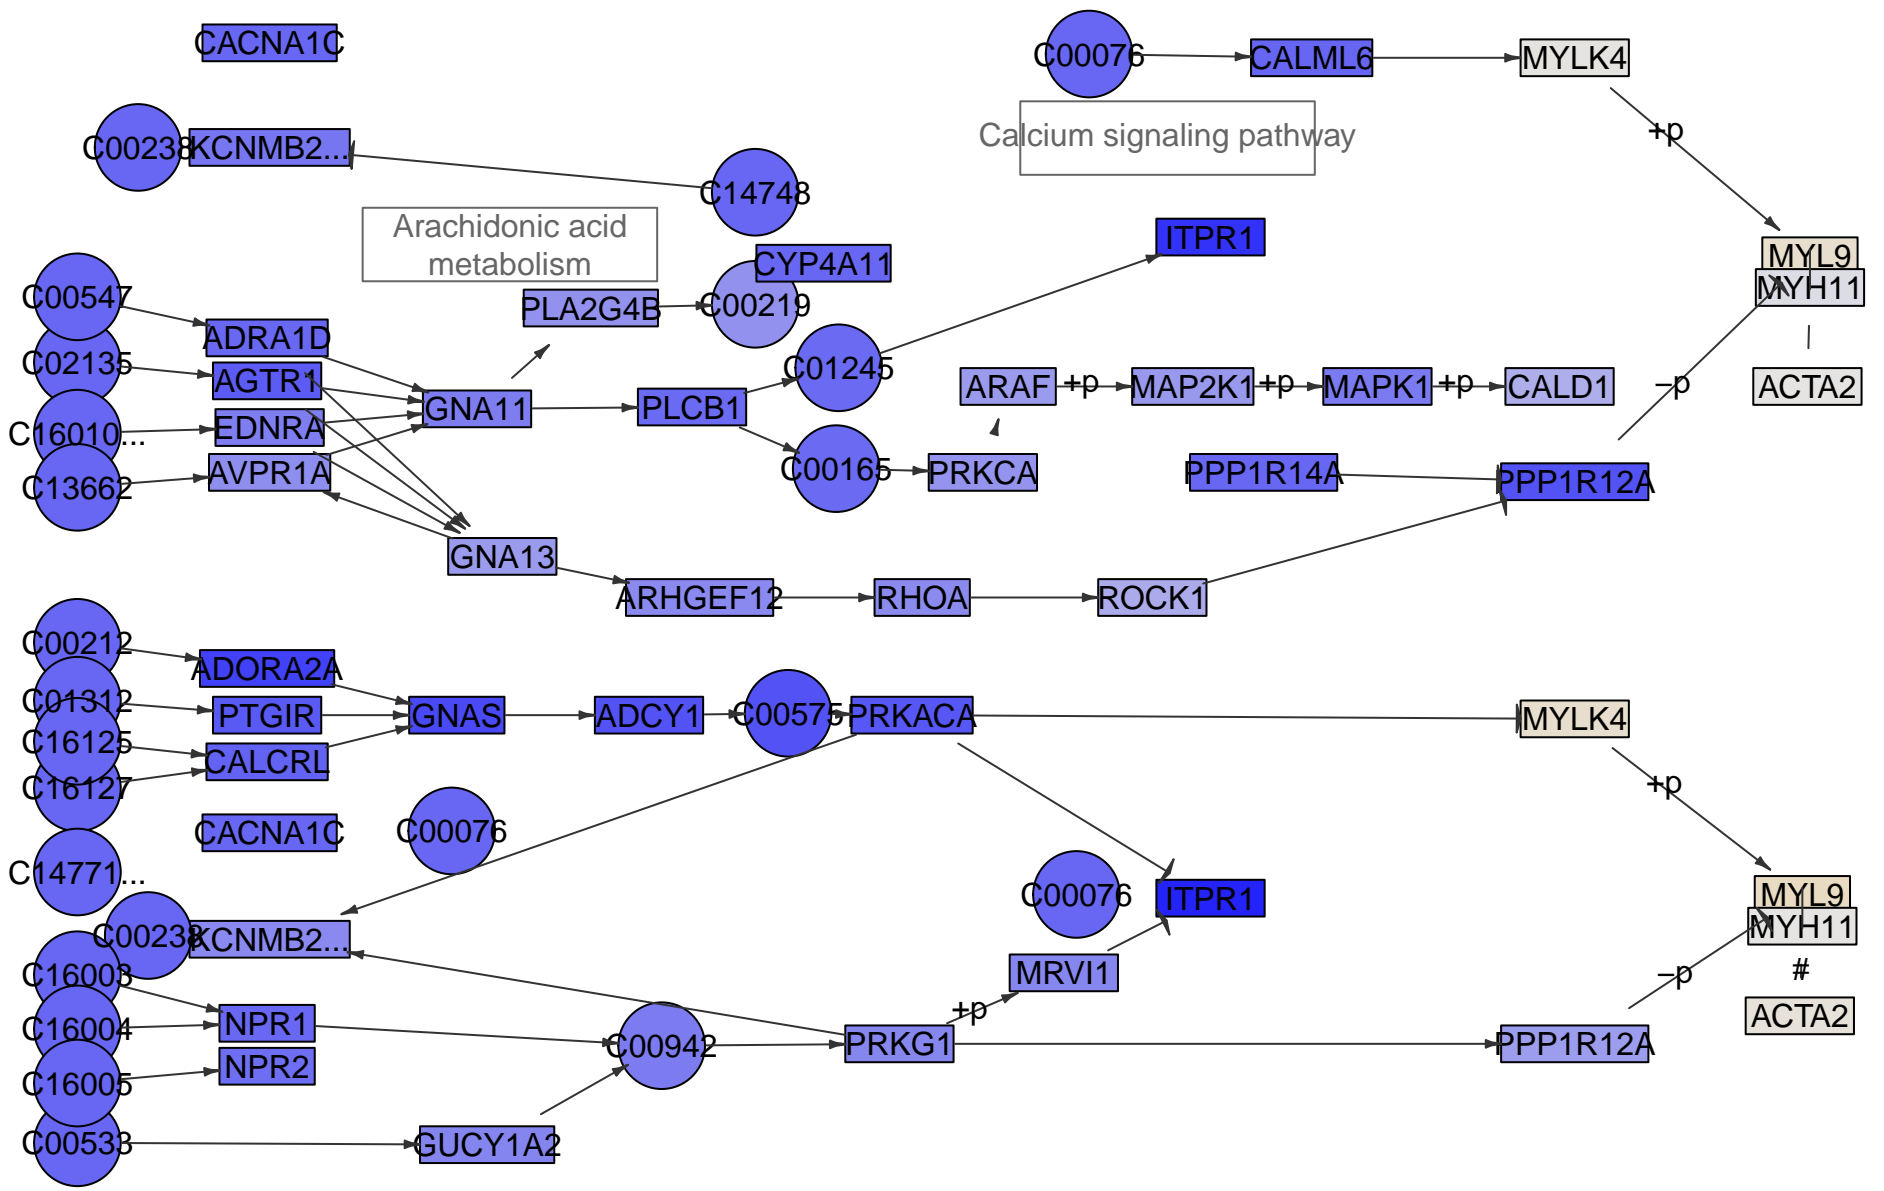 CACNA1C
C00076
CALML6
MYLK4
Calcium signaling pathway
+p
C00238
KCNMB2...
C14748
Arachidonic acid
metabolism
ITPR1
MYL9
MYH11
CYP4A11
C00219
PLA2G4B
C00547
ADRA1D
C02135
AGTR1
C16010...
EDNRA
C13662
AVPR1A
GNA11
PLCB1
C01245
C00165
ARAF
+p
MAP2K1
+p
MAPK1
+p
CALD1
–p
ACTA2
PRKCA
PPP1R14A
PPP1R12A
GNA13
ARHGEF12
RHOA
ROCK1
C00212
ADORA2A
C01312
PTGIR
C16125
CALCRL
C16127
GNAS
ADCY1
C00575
PRKACA
MYLK4
+p
CACNA1C
C00076
C14771...
C00076
ITPR1
MYL9
MYH11
C00238
KCNMB2...
C16003
MRVI1
–p
#
+p
C16004
NPR1
C00942
PRKG1
PPP1R12A
ACTA2
C16005
NPR2
C00533
GUCY1A2